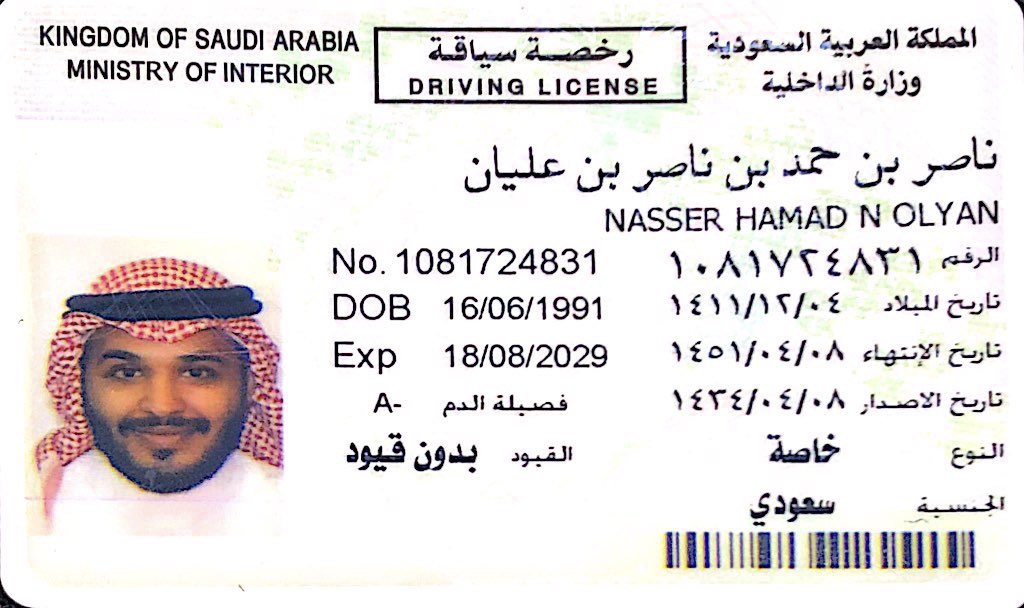 KINGDOM OF SAUDI ARABIA
MINISTRY OF INTERIOR
رخصة سياقة
DRIVING LICENSE
المملكة العربية السعودية
وزارة الداخلية
ناصر بن حمد بن ناصر بن عليان
NASSER HAMAD N OLYAN
No. 1081724831 الرقم ١٠٨١٧٢٤٨٣١
DOB 16/06/1991 تاريخ الميلاد ١٤١١/١٢/٠٤
Exp 18/08/2029 تاريخ الإنتهاء ١٤٥١/٠٤/٠٨
تاريخ الاصدار ١٤٣٤/٠٤/٠٨ فصيلة الدم A-
النوع خاصة القيود بدون قيود
الجنسية سعودي